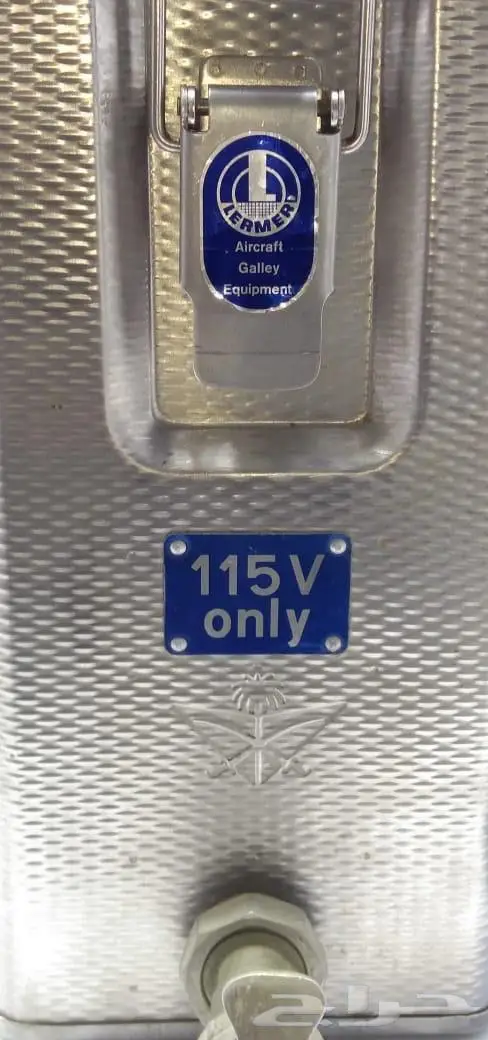 L
LERMER
Aircraft
Galley
Equipment
115 V
only
حراج